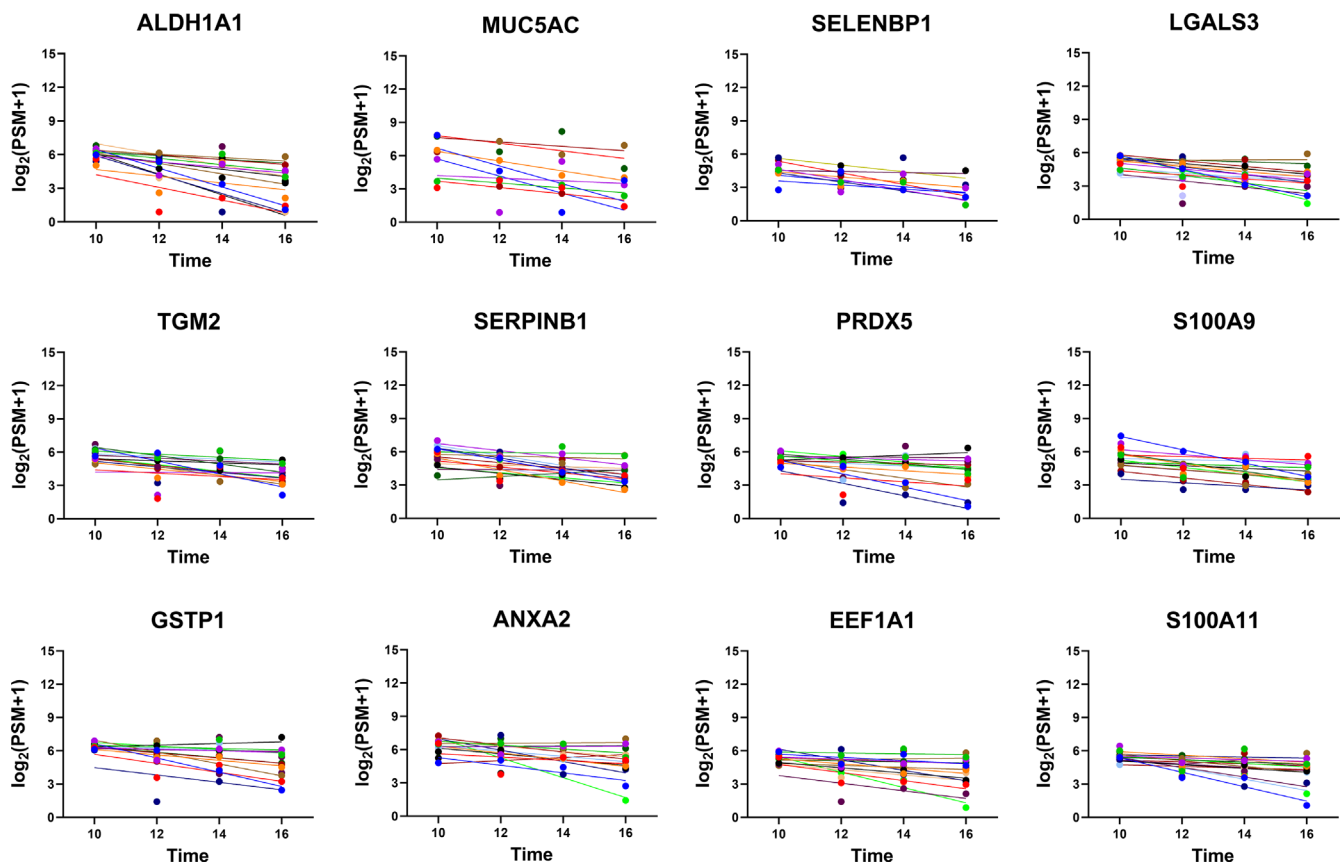 ALDH1A1 MUC5AC SELENBP1 LGALS3
15 15 15 15
12 12 12 12
9 9 9 9
6 6 6 6
3 3 3 3
0 0 0 0
log2(PSM+1) log2(PSM+1) log2(PSM+1) log2(PSM+1)
10 12 14 16 10 12 14 16 10 12 14 16 10 12 14 16
Time Time Time Time
TGM2 SERPINB1 PRDX5 S100A9
15 15 15 15
12 12 12 12
9 9 9 9
6 6 6 6
3 3 3 3
0 0 0 0
log2(PSM+1) log2(PSM+1) log2(PSM+1) log2(PSM+1)
10 12 14 16 10 12 14 16 10 12 14 16 10 12 14 16
Time Time Time Time
GSTP1 ANXA2 EEF1A1 S100A11
15 15 15 15
12 12 12 12
9 9 9 9
6 6 6 6
3 3 3 3
0 0 0 0
log2(PSM+1) log2(PSM+1) log2(PSM+1) log2(PSM+1)
10 12 14 16 10 12 14 16 10 12 14 16 10 12 14 16
Time Time Time Time